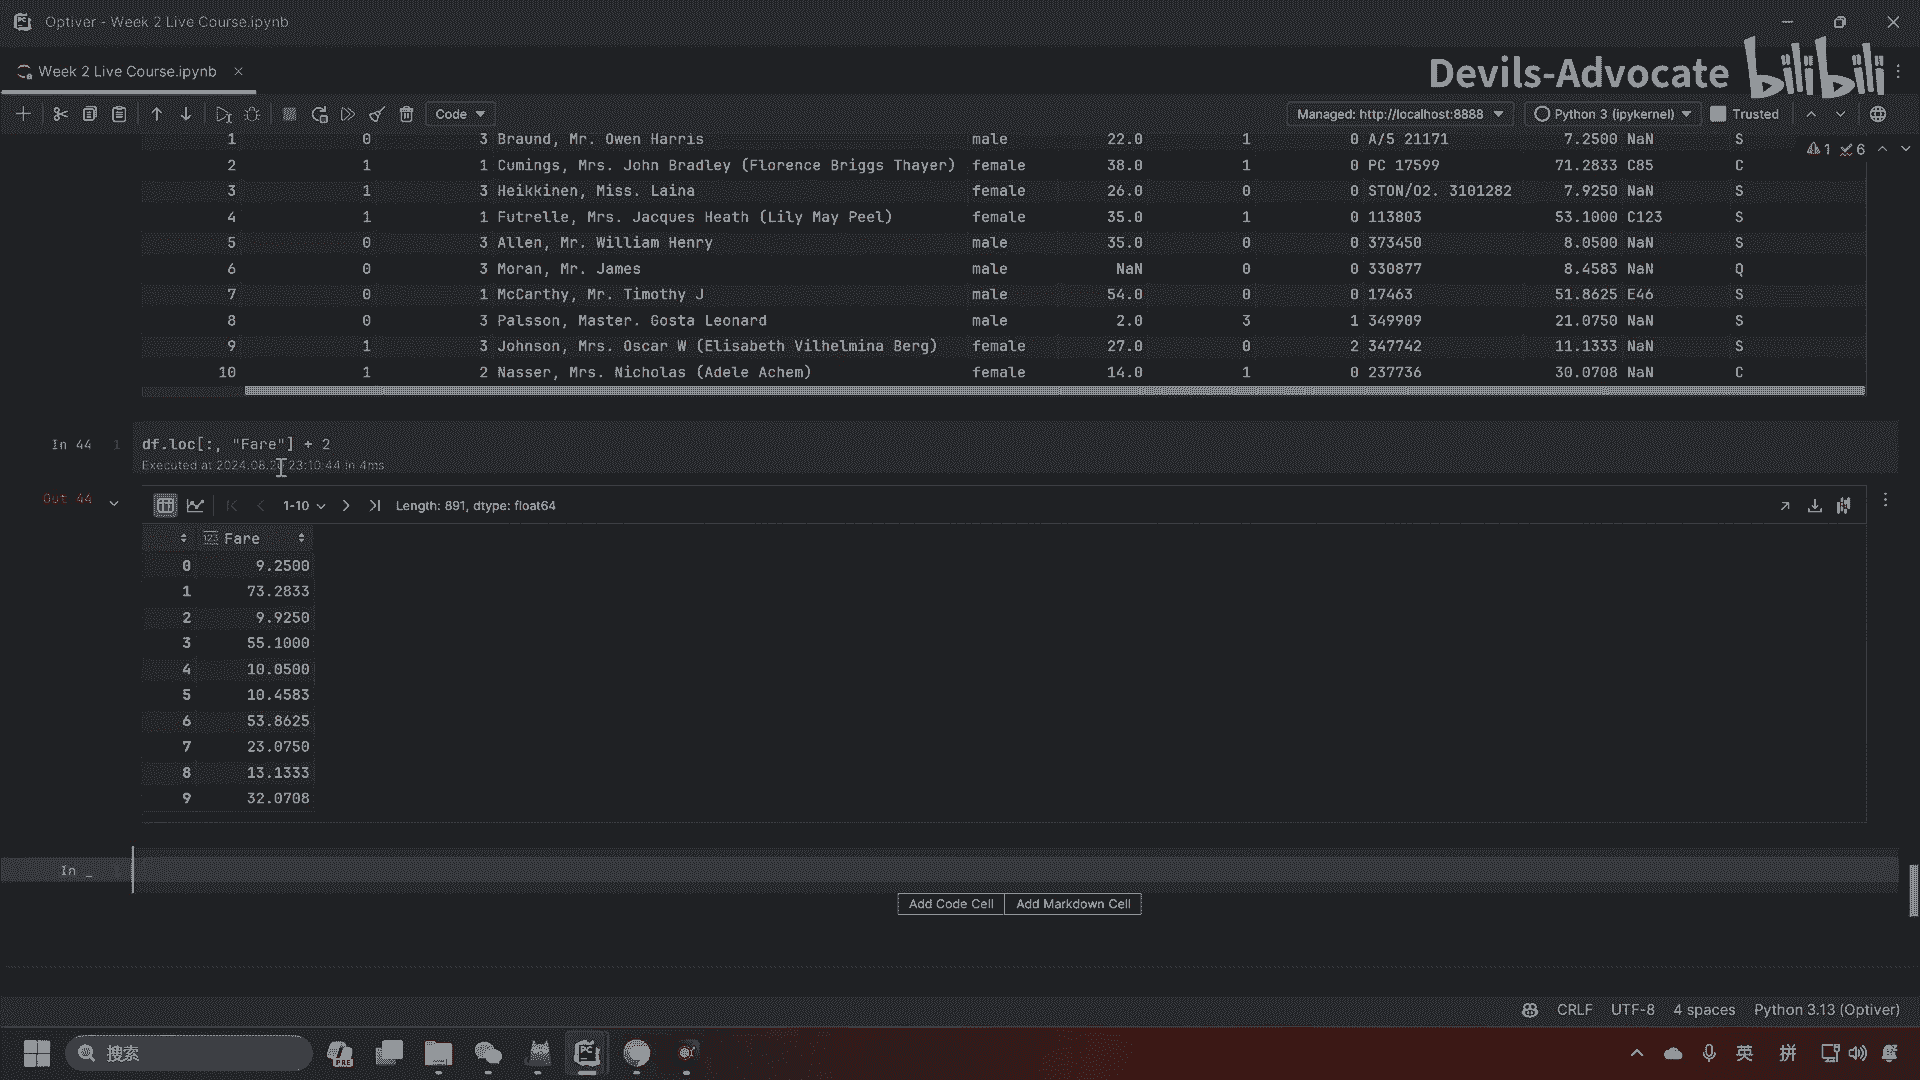 Optiver - Week 2 Live Course.ipynb
Week 2 Live Course.ipynb
Devils-Advocate bilibili
Code Managed: http://localhost:8888 Python 3 (ipykernel) Trusted
1 6
1 0 3 Braund, Mr. Owen Harris male 22.0 1 0 A/5 21171 7.2500 NaN S
2 1 1 Cumings, Mrs. John Bradley (Florence Briggs Thayer) female 38.0 1 0 PC 17599 71.2833 C85 C
3 1 3 Heikkinen, Miss. Laina female 26.0 0 0 STON/O2. 3101282 7.9250 NaN S
4 1 1 Futrelle, Mrs. Jacques Heath (Lily May Peel) female 35.0 1 0 113803 53.1000 C123 S
5 0 3 Allen, Mr. William Henry male 35.0 0 0 373450 8.0500 NaN S
6 0 3 Moran, Mr. James male NaN 0 0 330877 8.4583 NaN Q
7 0 1 McCarthy, Mr. Timothy J male 54.0 0 0 17463 51.8625 E46 S
8 0 3 Palsson, Master. Gosta Leonard male 2.0 3 1 349909 21.0750 NaN S
9 1 3 Johnson, Mrs. Oscar W (Elisabeth Vilhelmina Berg) female 27.0 0 2 347742 11.1333 NaN S
10 1 2 Nasser, Mrs. Nicholas (Adele Achem) female 14.0 1 0 237736 30.0708 NaN C
In 44 1 df.loc[:, "Fare"] + 2
Executed at 23:10:44 in 4ms
Out 44 1-10 Length: 891, dtype: float64
123 Fare
0 9.2500
1 73.2833
2 9.9250
3 55.1000
4 10.0500
5 10.4583
6 53.8625
7 23.0750
8 13.1333
9 32.0708
In _ 1
Add Code Cell Add Markdown Cell
CRLF UTF-8 4 spaces Python 3.13 (Optiver)
搜索 PRE PC 英 拼